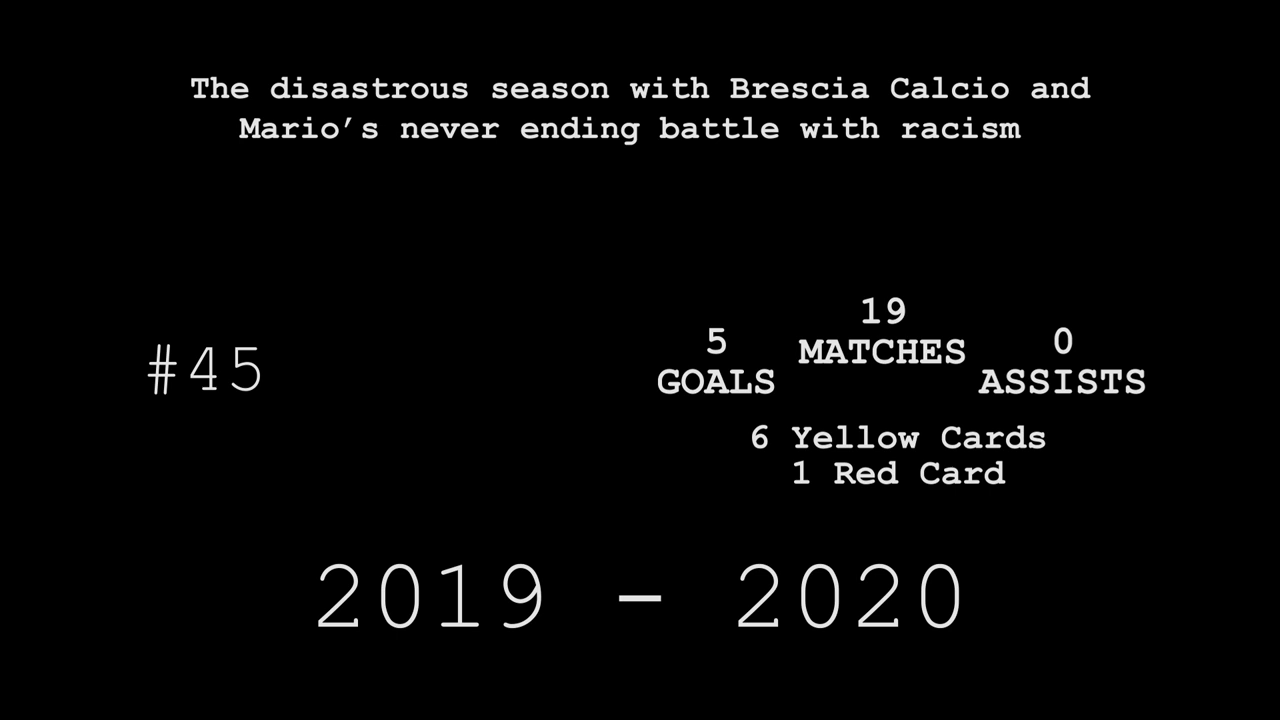 The disastrous season with Brescia Calcio and
Mario’s never ending battle with racism
#45
5
GOALS
19
MATCHES
0
ASSISTS
6 Yellow Cards
1 Red Card
2019 – 2020